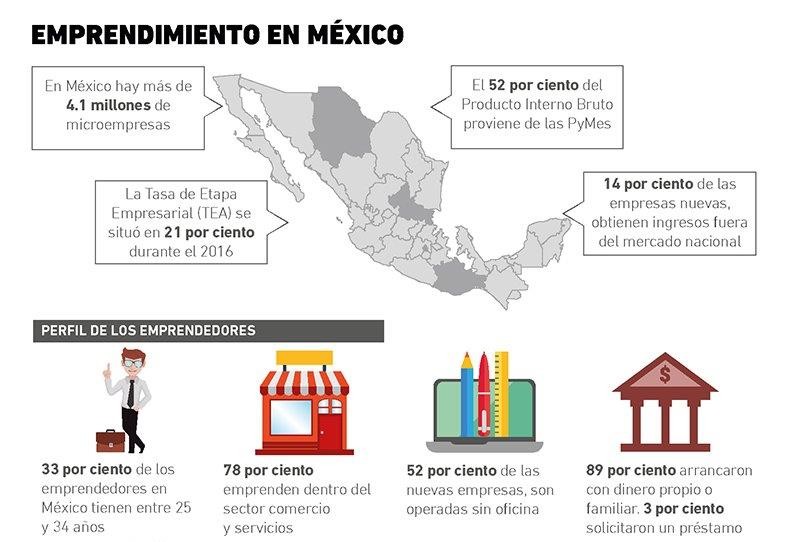 EMPRENDIMIENTO EN MÉXICO
En México hay más de
4.1 millones de
microempresas
El 52 por ciento del
Producto Interno Bruto
proviene de las PyMes
La Tasa de Etapa
Empresarial (TEA) se
situó en 21 por ciento
durante el 2016
14 por ciento de las
empresas nuevas,
obtienen ingresos fuera
del mercado nacional
PERFIL DE LOS EMPRENDEDORES
$
33 por ciento de los
emprendedores en
México tienen entre 25
y 34 años
78 por ciento
emprenden dentro del
sector comercio
y servicios
52 por ciento de las
nuevas empresas, son
operadas sin oficina
89 por ciento arrancaron
con dinero propio o
familiar. 3 por ciento
solicitaron un préstamo